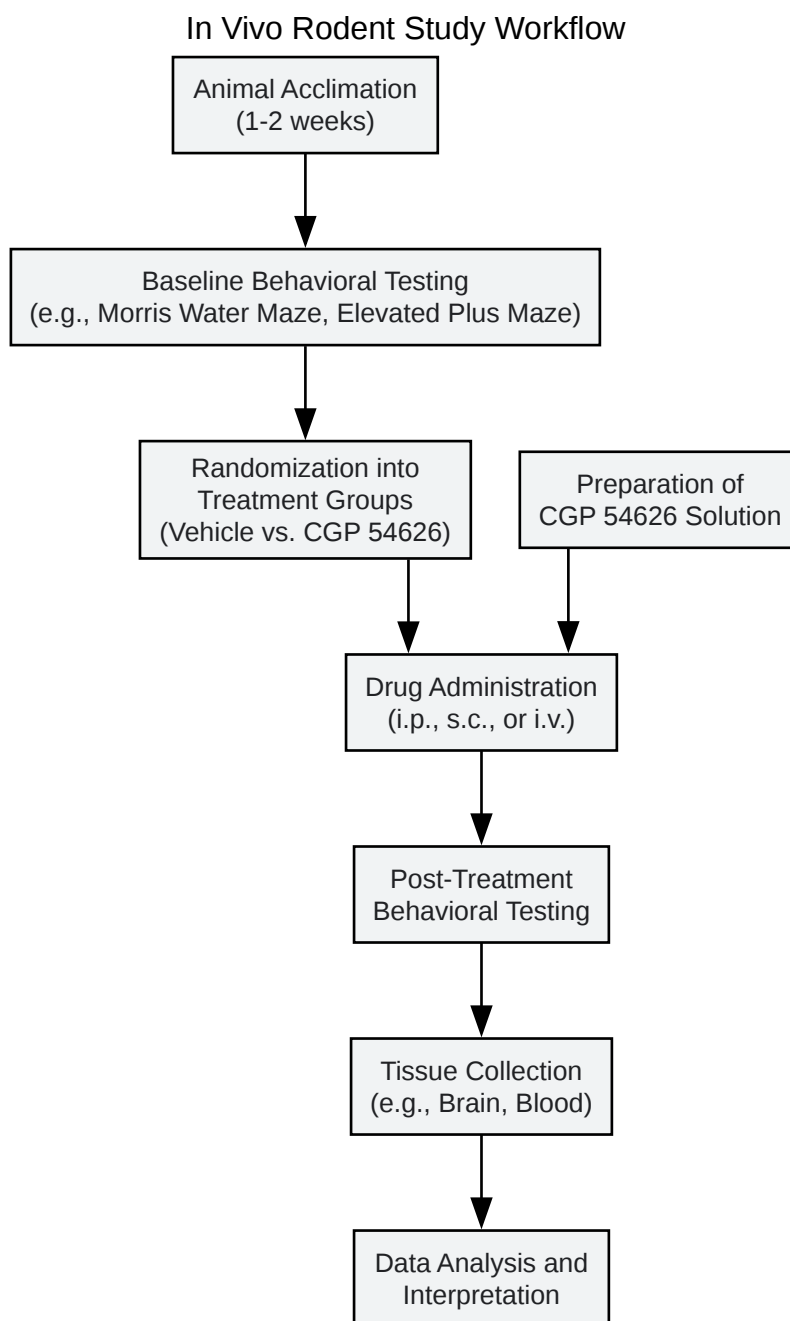 In Vivo Rodent Study Workflow
Animal Acclimation
(1-2 weeks)
Baseline Behavioral Testing
(e.g., Morris Water Maze, Elevated Plus Maze)
Randomization into
Treatment Groups
(Vehicle vs. CGP 54626)
Preparation of
CGP 54626 Solution
Drug Administration
(i.p., s.c., or i.v.)
Post-Treatment
Behavioral Testing
Tissue Collection
(e.g., Brain, Blood)
Data Analysis and
Interpretation